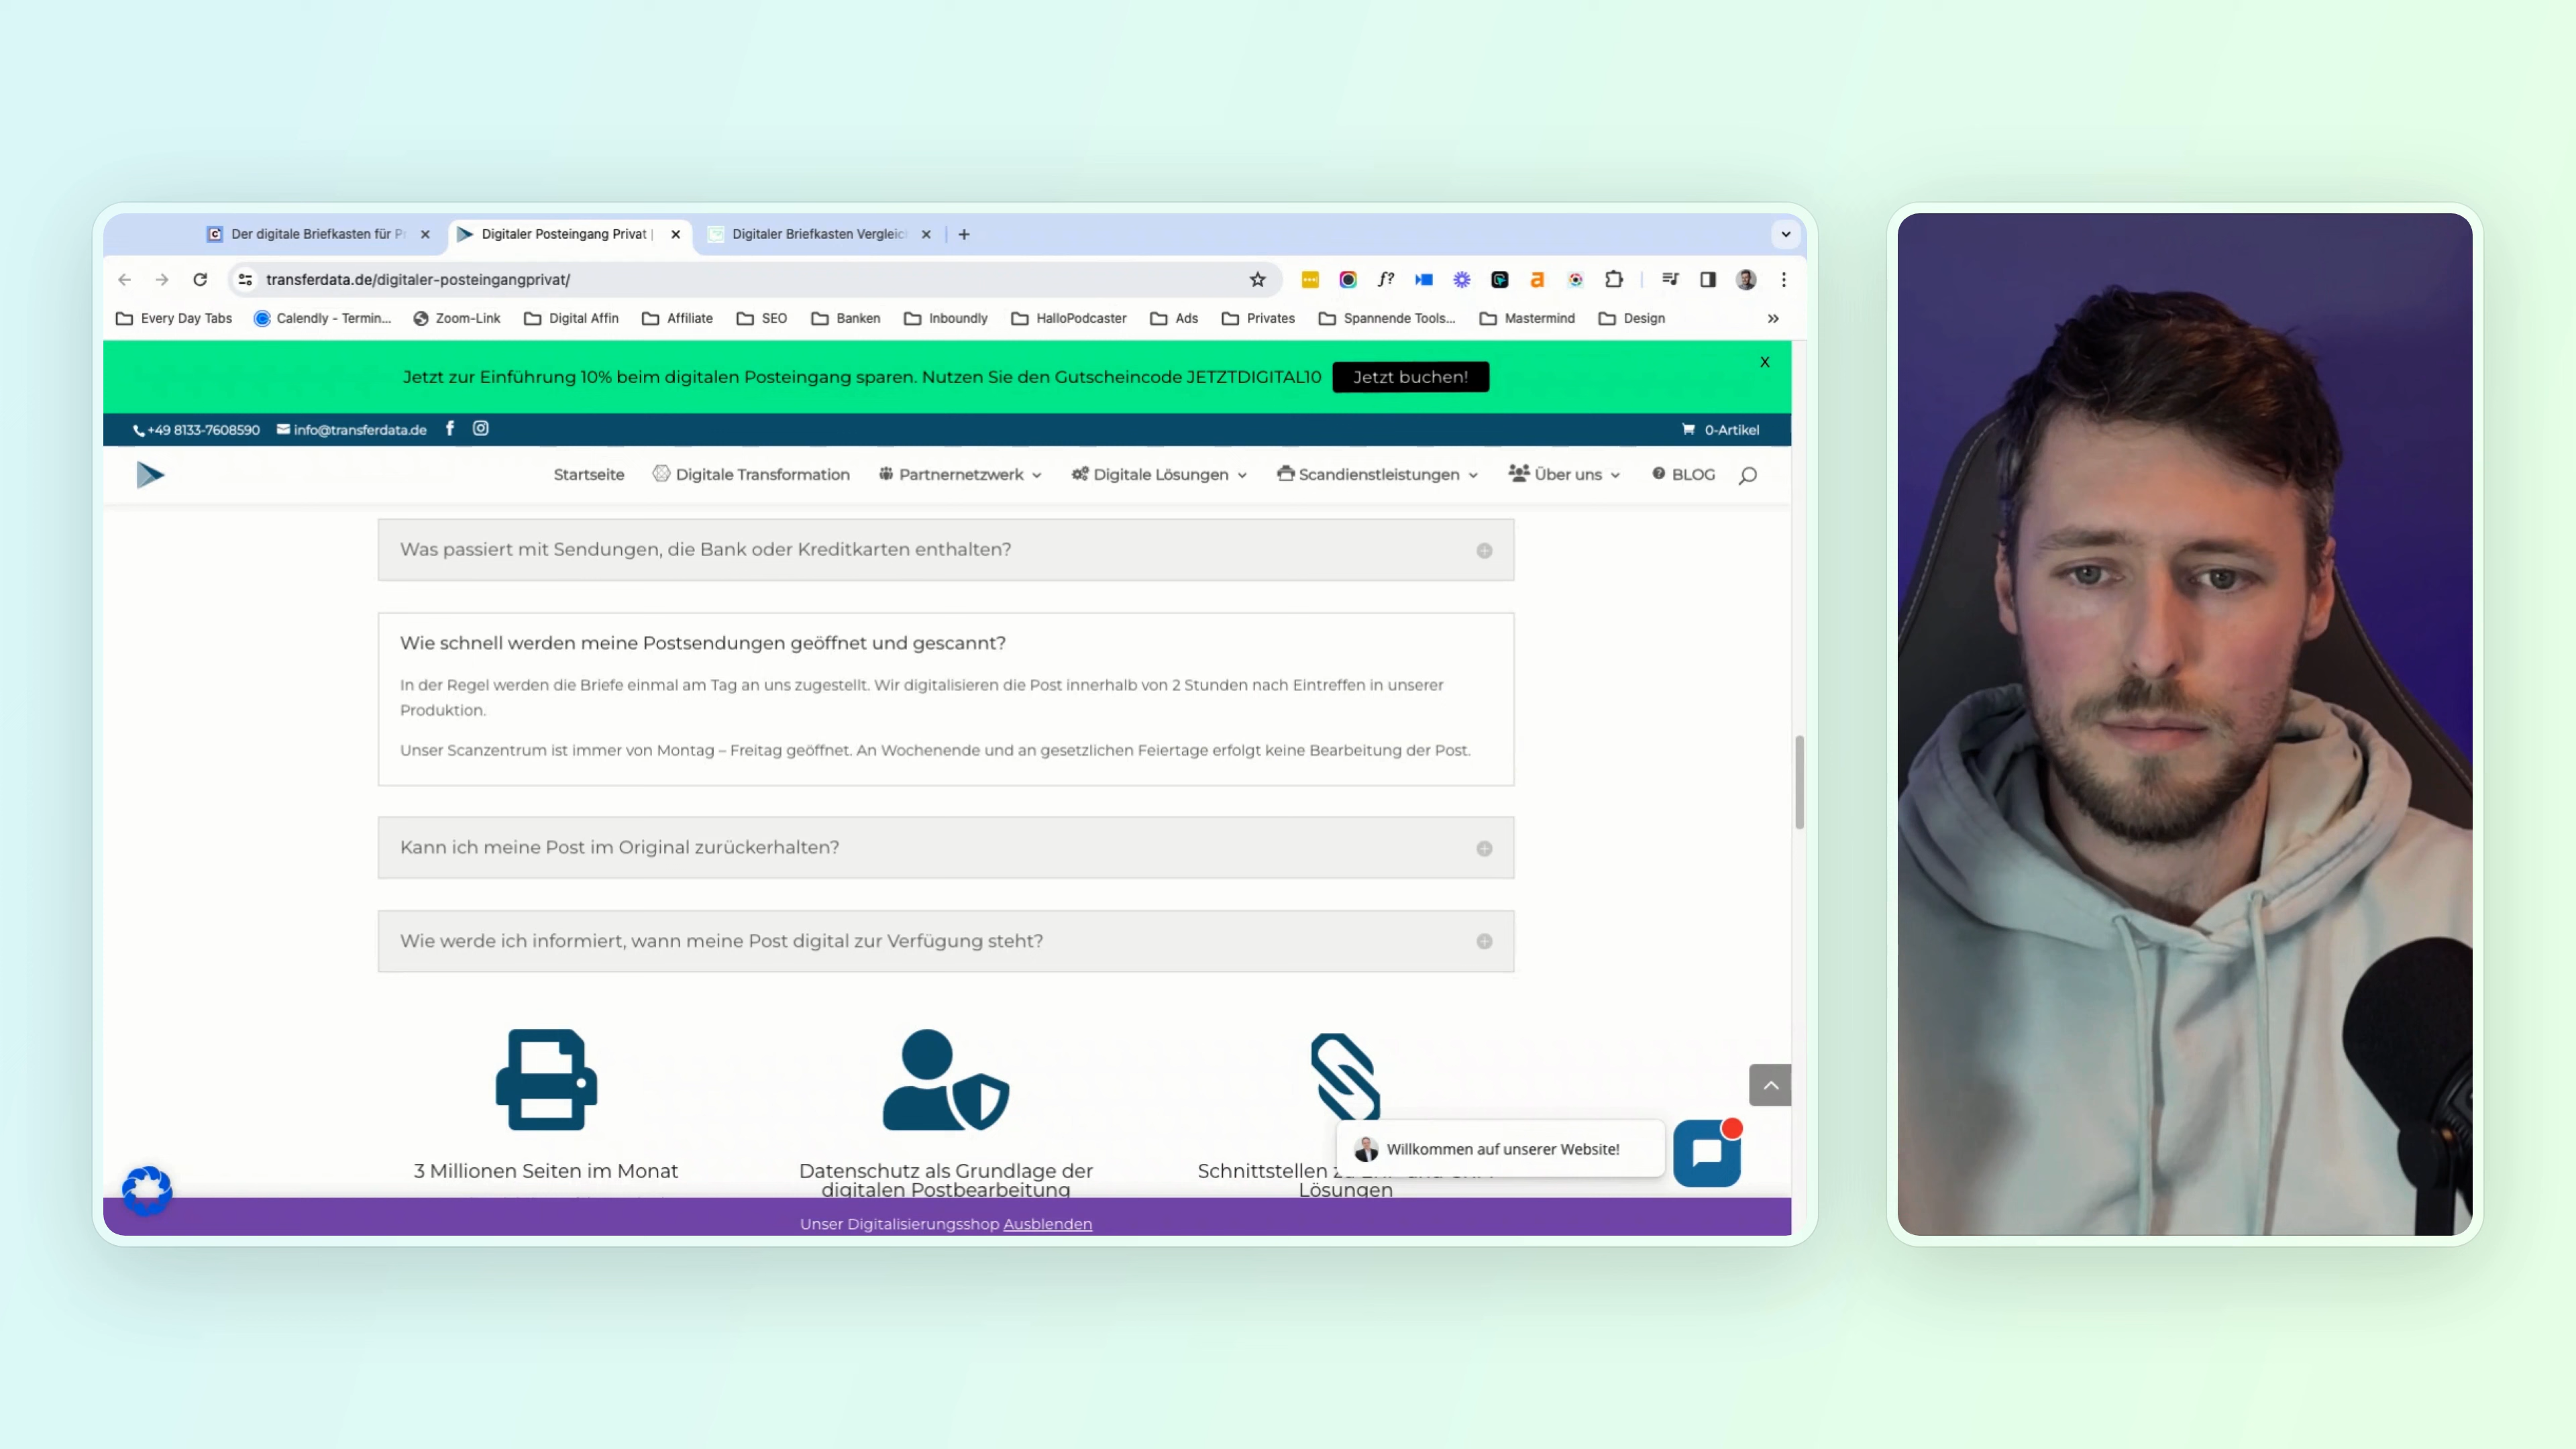 Der digitale Briefkasten für
Digitaler Posteingang Privat |
Digitaler Briefkasten Vergleic
transferdata.de/digitaler-posteingangprivat/
f?
a
Every Day Tabs
Calendly - Termin...
Zoom-Link
Digital Affin
Affiliate
SEO
Banken
Inboundly
HalloPodcaster
Ads
Privates
Spannende Tools...
Mastermind
Design
Jetzt zur Einführung 10% beim digitalen Posteingang sparen. Nutzen Sie den Gutscheincode JETZTDIGITAL10
Jetzt buchen!
X
+49 8133-7608590
info@transferdata.de
0-Artikel
Startseite
Digitale Transformation
Partnernetzwerk
Digitale Lösungen
Scandienstleistungen
Über uns
BLOG
Was passiert mit Sendungen, die Bank oder Kreditkarten enthalten?
Wie schnell werden meine Postsendungen geöffnet und gescannt?
In der Regel werden die Briefe einmal am Tag an uns zugestellt. Wir digitalisieren die Post innerhalb von 2 Stunden nach Eintreffen in unserer
Produktion.
Unser Scanzentrum ist immer von Montag – Freitag geöffnet. An Wochenende und an gesetzlichen Feiertage erfolgt keine Bearbeitung der Post.
Kann ich meine Post im Original zurückerhalten?
Wie werde ich informiert, wann meine Post digital zur Verfügung steht?
3 Millionen Seiten im Monat
Datenschutz als Grundlage der
digitalen Postbearbeitung
Schnittstellen
Lösungen
Willkommen auf unserer Website!
Unser Digitalisierungsshop Ausblenden